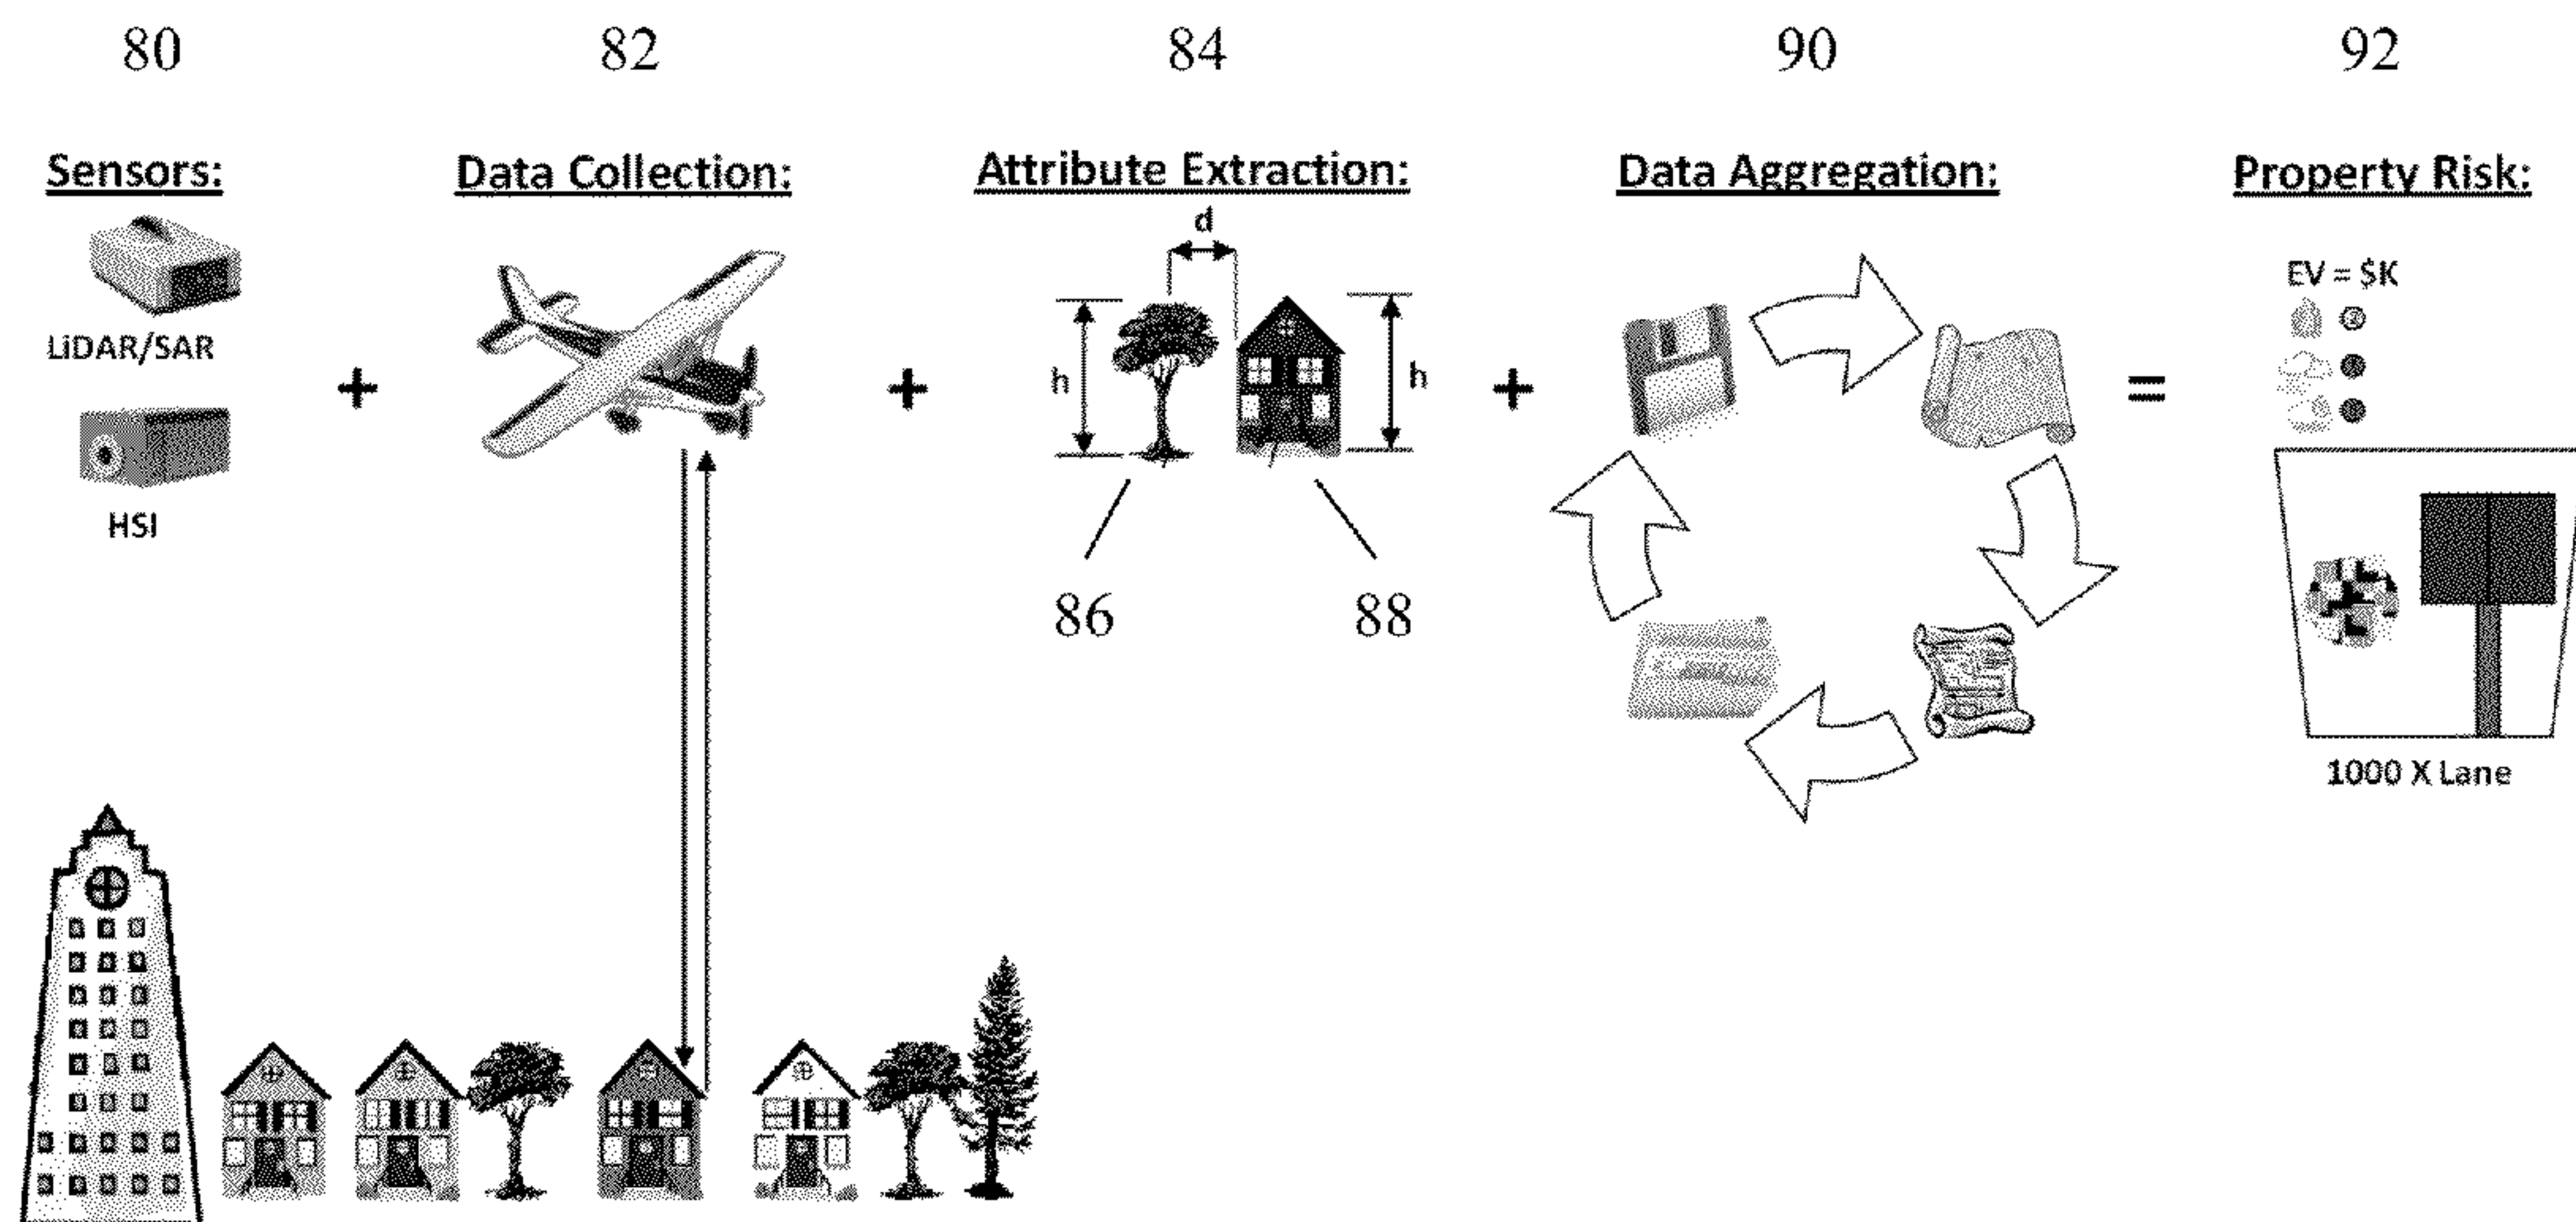 80 82 84 90 92
Sensors: Data Collection: Attribute Extraction: Data Aggregation: Property Risk:
d
EV = $K
LiDAR/SAR
h h
+ + + =
HSI
86 88
1000 X Lane